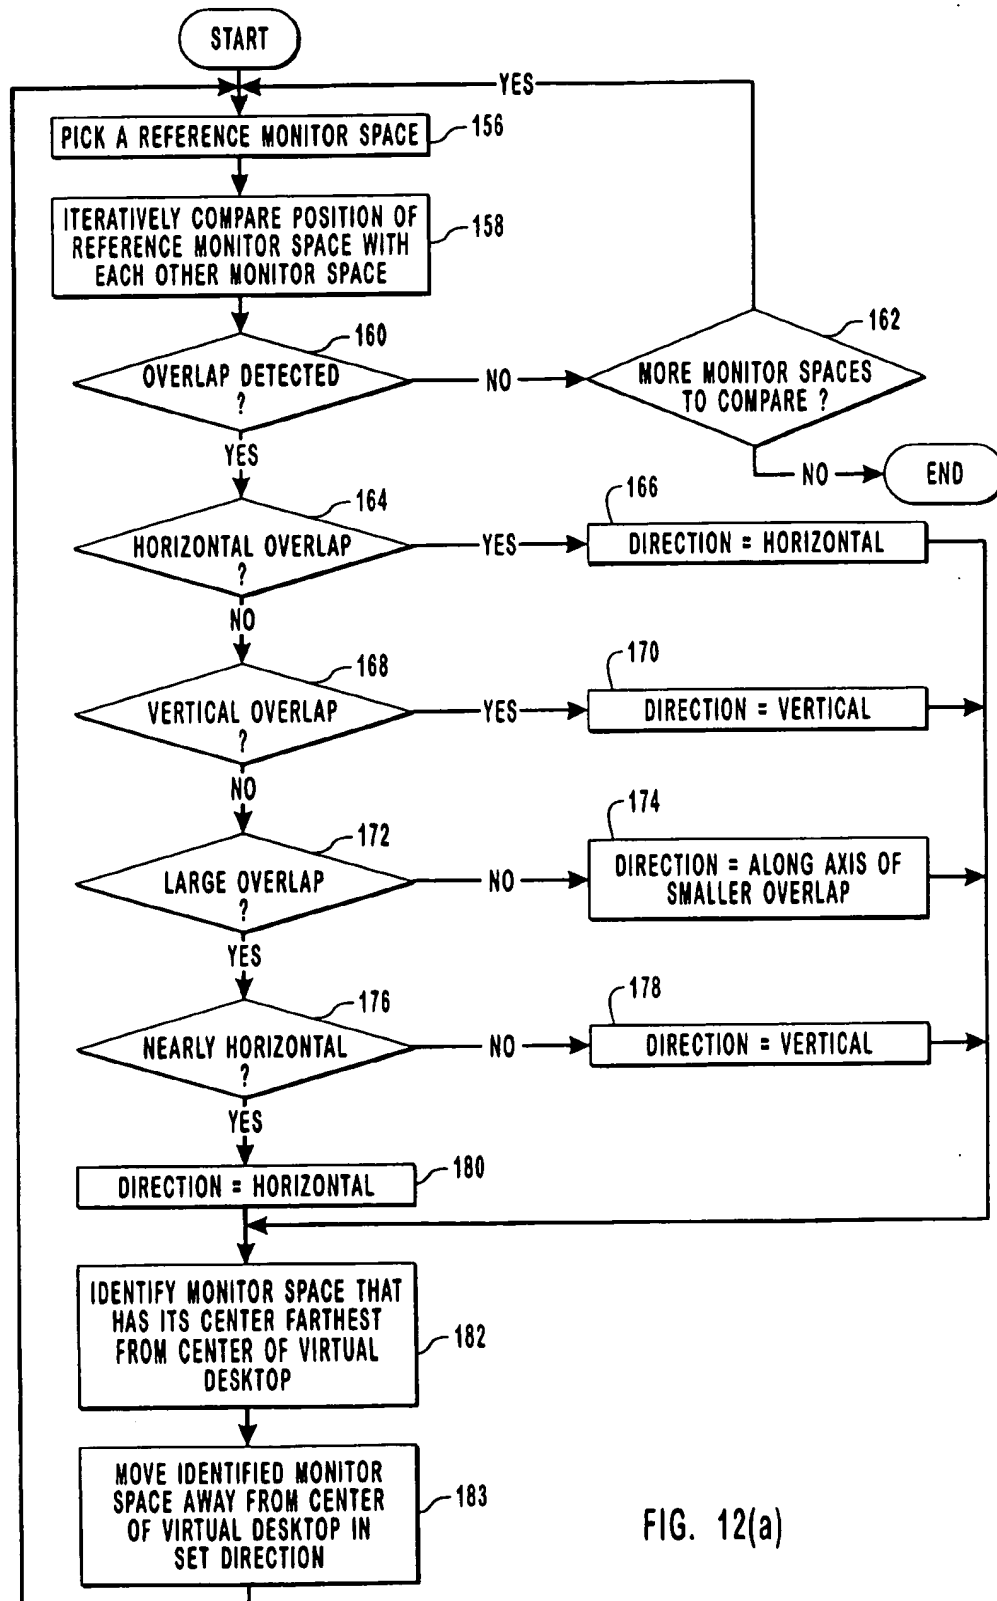 START
YES
PICK A REFERENCE MONITOR SPACE
156
ITERATIVELY COMPARE POSITION OF
REFERENCE MONITOR SPACE WITH
EACH OTHER MONITOR SPACE
158
160
OVERLAP DETECTED
?
NO
162
MORE MONITOR SPACES
TO COMPARE ?
YES
NO
END
164
HORIZONTAL OVERLAP
?
YES
166
DIRECTION = HORIZONTAL
NO
168
VERTICAL OVERLAP
?
YES
170
DIRECTION = VERTICAL
NO
172
LARGE OVERLAP
?
NO
174
DIRECTION = ALONG AXIS OF
SMALLER OVERLAP
YES
176
NEARLY HORIZONTAL
?
NO
178
DIRECTION = VERTICAL
YES
DIRECTION = HORIZONTAL
180
IDENTIFY MONITOR SPACE THAT
HAS ITS CENTER FARTHEST
FROM CENTER OF VIRTUAL
DESKTOP
182
MOVE IDENTIFIED MONITOR
SPACE AWAY FROM CENTER
OF VIRTUAL DESKTOP IN
SET DIRECTION
183
FIG. 12(a)